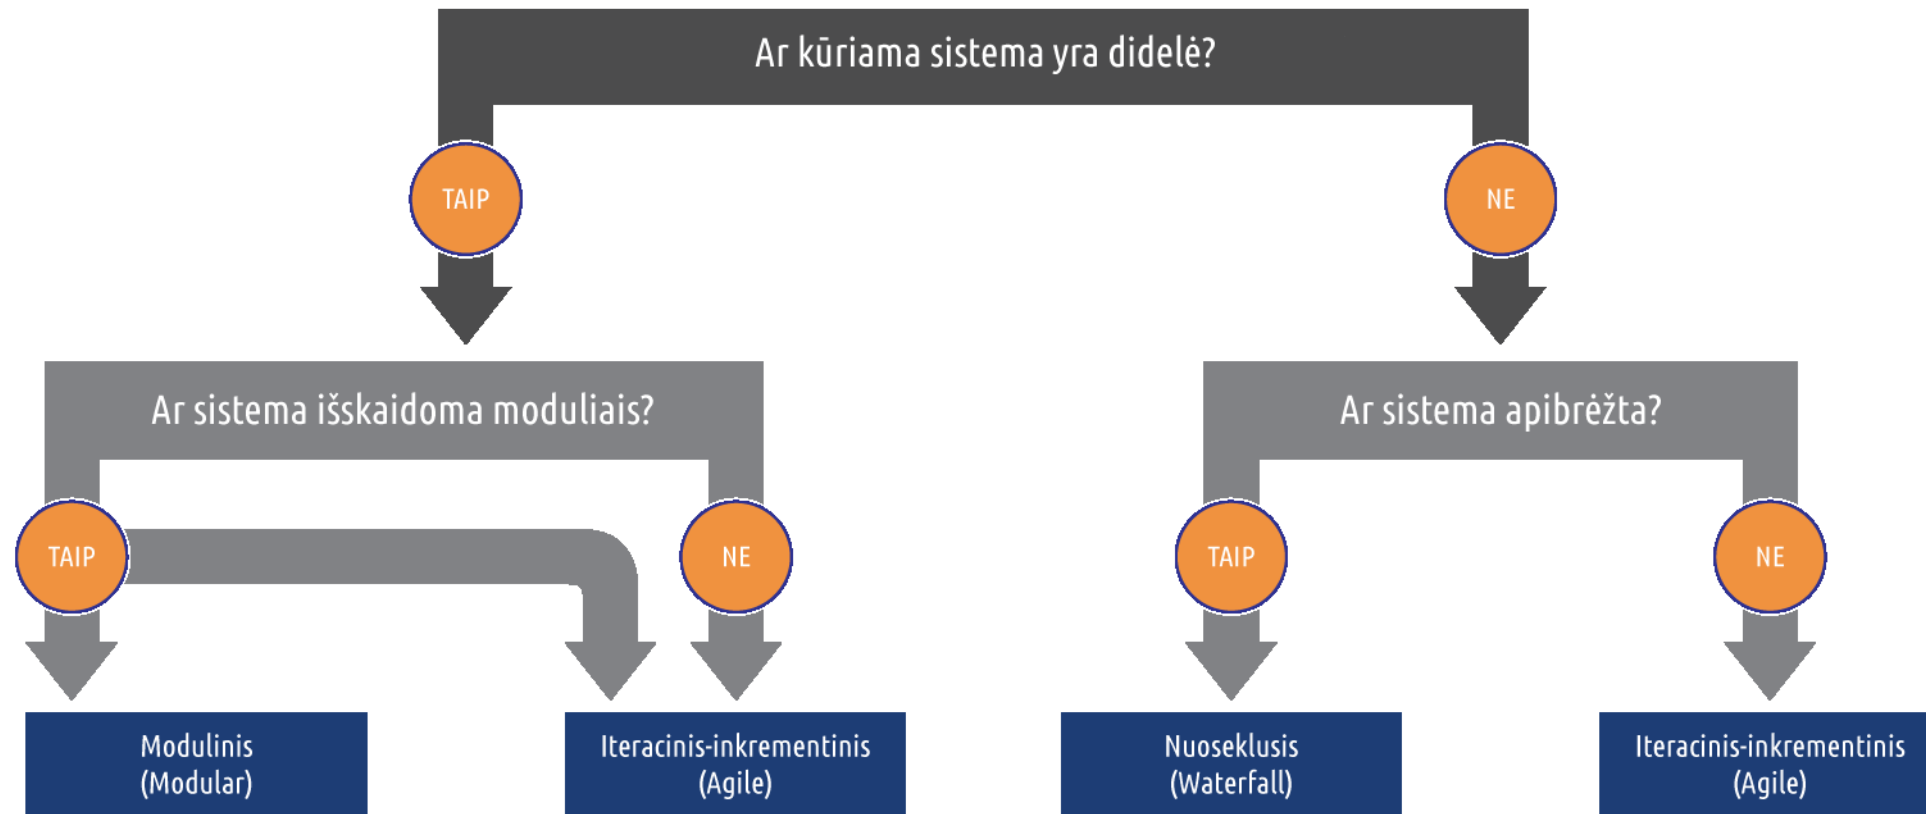 Ar kūriama sistema yra didelė?
TAIP
NE
Ar sistema išskaidoma moduliais?
Ar sistema apibrėžta?
TAIP
NE
TAIP
NE
Modulinis
(Modular)
Iteracinis-inkrementinis
(Agile)
Nuoseklusis
(Waterfall)
Iteracinis-inkrementinis
(Agile)